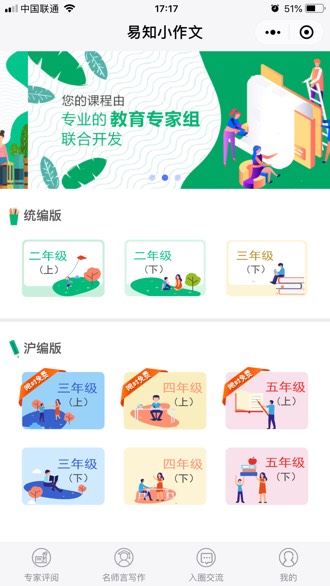 中国联通
17:17
51%
易知小作文
您的课程由
专业的 教育专家组
联合开发
统编版
二年级
（上）
二年级
（下）
三年级
（下）
沪编版
限时免费
三年级
（上）
限时免费
四年级
（上）
限时免费
五年级
（上）
三年级
（下）
四年级
（下）
五年级
（下）
专家评阅
名师言写作
入圈交流
我的